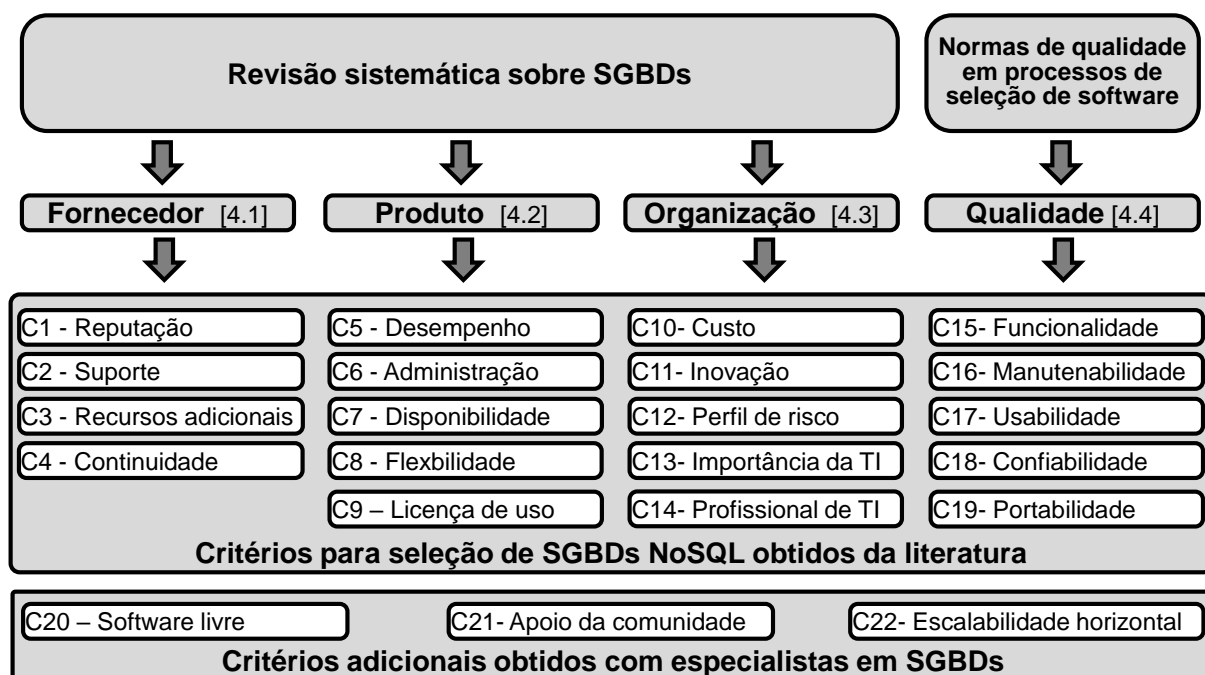 Revisão sistemática sobre SGBDs
Normas de qualidade
em processos de
seleção de software
Fornecedor [4.1]
Produto [4.2]
Organização [4.3]
Qualidade [4.4]
C1 - Reputação
C2 - Suporte
C3 - Recursos adicionais
C4 - Continuidade
C5 - Desempenho
C6 - Administração
C7 - Disponibilidade
C8 - Flexbilidade
C9 – Licença de uso
C10- Custo
C11- Inovação
C12- Perfil de risco
C13- Importância da TI
C14- Profissional de TI
C15- Funcionalidade
C16- Manutenabilidade
C17- Usabilidade
C18- Confiabilidade
C19- Portabilidade
Critérios para seleção de SGBDs NoSQL obtidos da literatura
C20 – Software livre
C21- Apoio da comunidade
C22- Escalabilidade horizontal
Critérios adicionais obtidos com especialistas em SGBDs